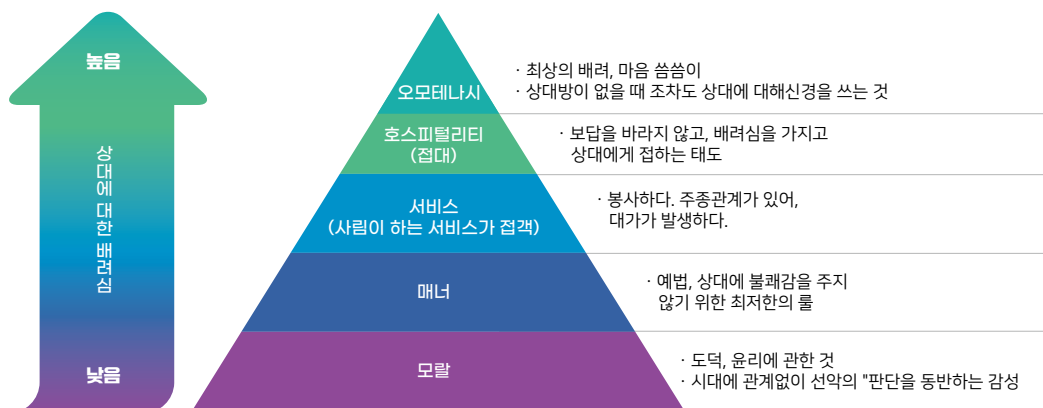 높음
상대에 대한 배려심
낮음
오모테나시
· 최상의 배려, 마음 씀씀이
· 상대방이 없을 때 조차도 상대에 대해신경을 쓰는 것
호스피털리티
(접대)
· 보답을 바라지 않고, 배려심을 가지고
상대에게 접하는 태도
서비스
(사림이 하는 서비스가 접객)
· 봉사하다. 주종관계가 있어,
대가가 발생하다.
매너
· 예법, 상대에 불쾌감을 주지
않기 위한 최저한의 룰
모랄
· 도덕, 윤리에 관한 것
· 시대에 관계없이 선악의 "판단을 동반하는 감성